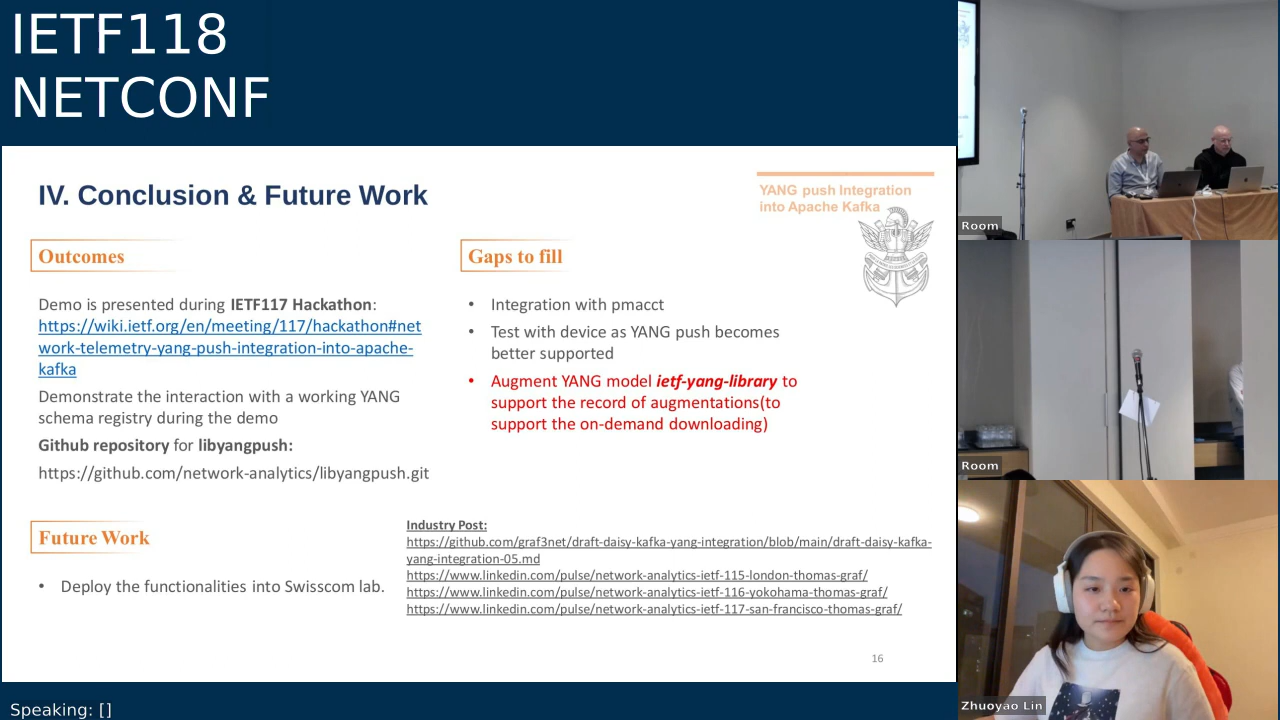 IETF118
NETCONF
IV. Conclusion & Future Work
YANG push Integration
into Apache Kafka
Outcomes
Demo is presented during IETF117 Hackathon:
https://wiki.ietf.org/en/meeting/117/hackathon#net
work-telemetry-yang-push-integration-into-apache-
kafka
Demonstrate the interaction with a working YANG
schema registry during the demo
Github repository for libyangpush:
https://github.com/network-analytics/libyangpush.git
Gaps to fill
• Integration with pmacct
• Test with device as YANG push becomes
better supported
• Augment YANG model ietf-yang-library to
support the record of augmentations(to
support the on-demand downloading)
Future Work
• Deploy the functionalities into Swisscom lab.
Industry Post:
https://github.com/graf3net/draft-daisy-kafka-yang-integration/blob/main/draft-daisy-kafka-
yang-integration-05.md
https://www.linkedin.com/pulse/network-analytics-ietf-115-london-thomas-graf/
https://www.linkedin.com/pulse/network-analytics-ietf-116-yokohama-thomas-graf/
https://www.linkedin.com/pulse/network-analytics-ietf-117-san-francisco-thomas-graf/
16
Speaking: []
Room
Room
Zhuoyao Lin